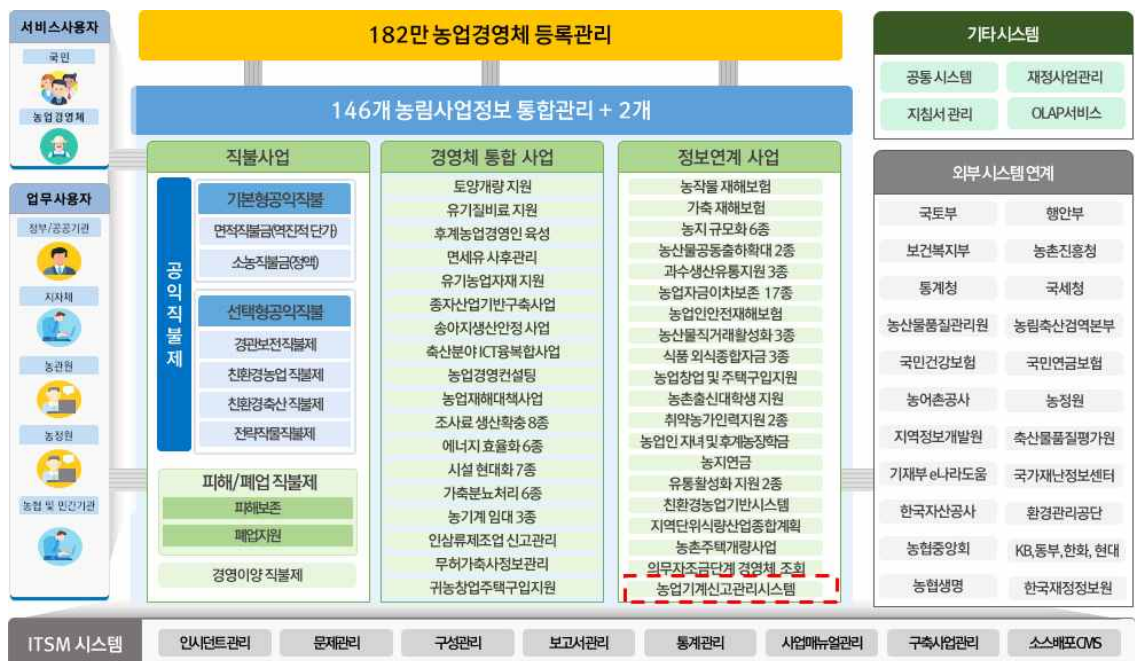 서비스사용자
국민
농업경영체
업무사용자
정부/공공기관
지자체
농관원
농정원
농협 및 민간기관
182만 농업경영체 등록관리
146개 농림사업정보 통합관리 + 2개
직불사업
공익직불제
기본형공익직불
면적직불금(역진적 단가)
소농직불금(정액)
선택형공익직불
경관보전직불제
친환경농업 직불제
친환경축산 직불제
전략작물직불제
피해/폐업 직불제
피해보존
폐업지원
경영이양 직불제
경영체 통합 사업
토양개량 지원
유기질비료 지원
후계농업경영인 육성
면세유 사후관리
유기농업자재 지원
종자산업기반구축사업
송아지생산안정 사업
축산분야 ICT융복합사업
농업경영컨설팅
농업재해대책사업
조사료 생산확충 8종
에너지 효율화 6종
시설 현대화 7종
가축분뇨처리 6종
농기계 임대 3종
인삼류제조업 신고관리
무허가축사정보관리
귀농창업주택구입지원
정보연계 사업
농작물 재해보험
가축 재해보험
농지 규모화 6종
농산물공동출하확대 2종
과수생산유통지원 3종
농업자금이차보존 17종
농업인안전재해보험
농산물직거래활성화 3종
식품 외식종합자금 3종
농업창업 및 주택구입지원
농촌출신대학생 지원
취약농가인력지원 2종
농업인 자녀 및 후계농장학금
농지연금
유통활성화 지원 2종
친환경농업기반시스템
지역단위식량산업종합계획
농촌주택개량사업
의무자조금단계 경영체 조회
농업기계신고관리시스템
기타시스템
공통 시스템 재정사업관리
지침서 관리 OLAP서비스
외부 시스템 연계
국토부 행안부
보건복지부 농촌진흥청
통계청 국세청
농산물품질관리원 농림축산검역본부
국민건강보험 국민연금보험
농어촌공사 농정원
지역정보개발원 축산물품질평가원
기재부 e나라도움 국가재난정보센터
한국자산공사 환경관리공단
농협중앙회 KB,동부,한화,현대
농협생명 한국재정정보원
ITSM 시스템 인시던트관리 문제관리 구성관리 보고서관리 통계관리 사업매뉴얼관리 구축사업관리 소스배포CMS